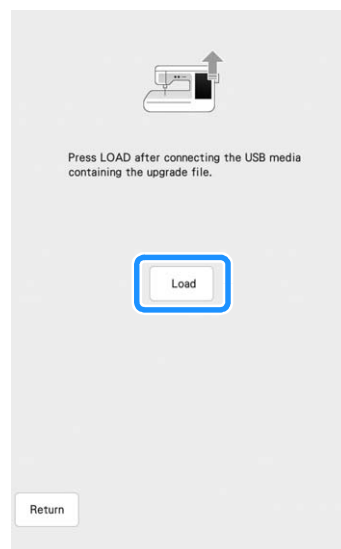 Press LOAD after connecting the USB media
containing the upgrade file.
Load
Return